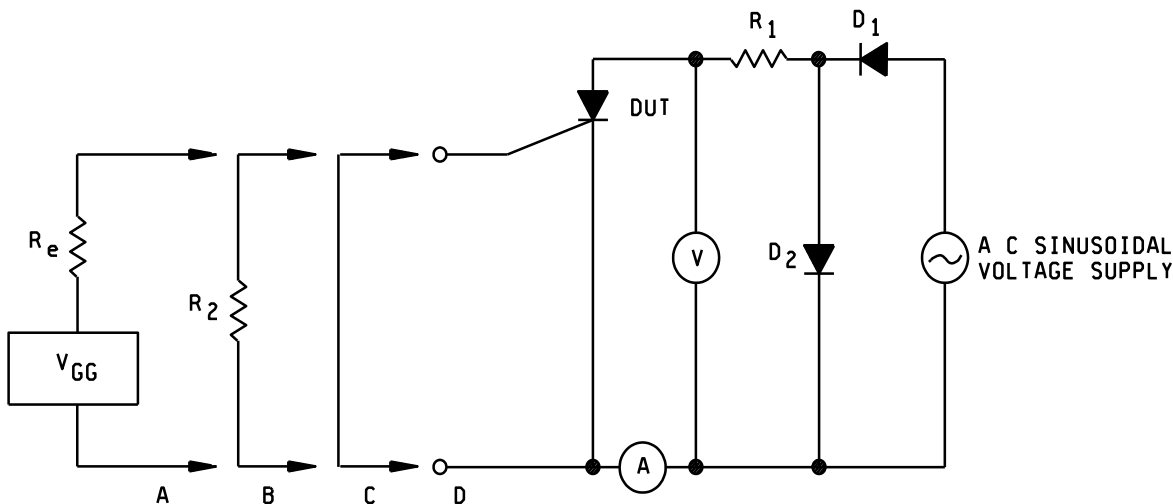 R1
D1
DUT
Re
R2
VGG
V
D2
A C SINUSOIDAL
VOLTAGE SUPPLY
A
A
B
C
D